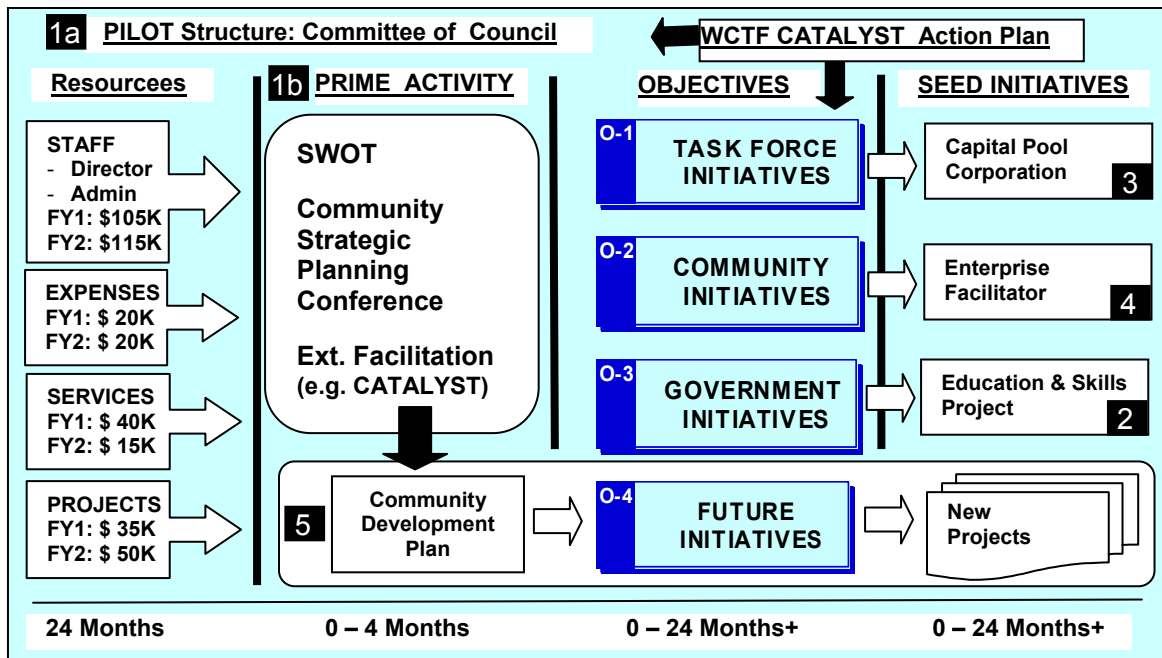 1a PILOT Structure: Committee of Council
WCTF CATALYST Action Plan
Resourcees
1b PRIME ACTIVITY
OBJECTIVES
SEED INITIATIVES
STAFF
- Director
- Admin
FY1: $105K
FY2: $115K
EXPENSES
FY1: $ 20K
FY2: $ 20K
SERVICES
FY1: $ 40K
FY2: $ 15K
PROJECTS
FY1: $ 35K
FY2: $ 50K
SWOT
Community
Strategic
Planning
Conference
Ext. Facilitation
(e.g. CATALYST)
5
Community
Development
Plan
O-1
TASK FORCE
INITIATIVES
O-2
COMMUNITY
INITIATIVES
O-3
GOVERNMENT
INITIATIVES
O-4
FUTURE
INITIATIVES
Capital Pool
Corporation
3
Enterprise
Facilitator
4
Education & Skills
Project
2
New
Projects
24 Months
0 – 4 Months
0 – 24 Months+
0 – 24 Months+